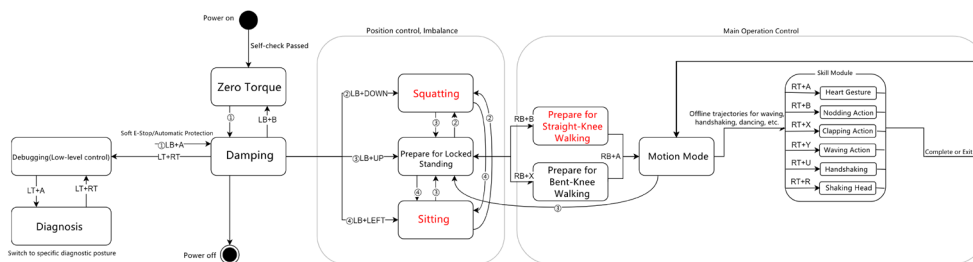 Power on
Self-check Passed
Zero Torque
①
LB+B
Soft E-Stop/Automatic Protection
①LB+A
Damping
LT+RT
Debugging(Low-level control)
LT+A
LT+RT
Diagnosis
Switch to specific diagnostic posture
Power off
Position control, Imbalance
②LB+DOWN
③LB+UP
④LB+LEFT
Squatting
③
②
②
Prepare for Locked
Standing
④
③
④
Sitting
Main Operation Control
RB+B
Prepare for
Straight-Knee
Walking
RB+X
Prepare for
Bent-Knee
Walking
RB+A
Motion Mode
③
Offline trajectories for waving,
handshaking, dancing, etc.
Skill Module
RT+A
Heart Gesture
RT+B
Nodding Action
RT+X
Clapping Action
RT+Y
Waving Action
RT+U
Handshaking
RT+R
Shaking Head
Complete or Exit